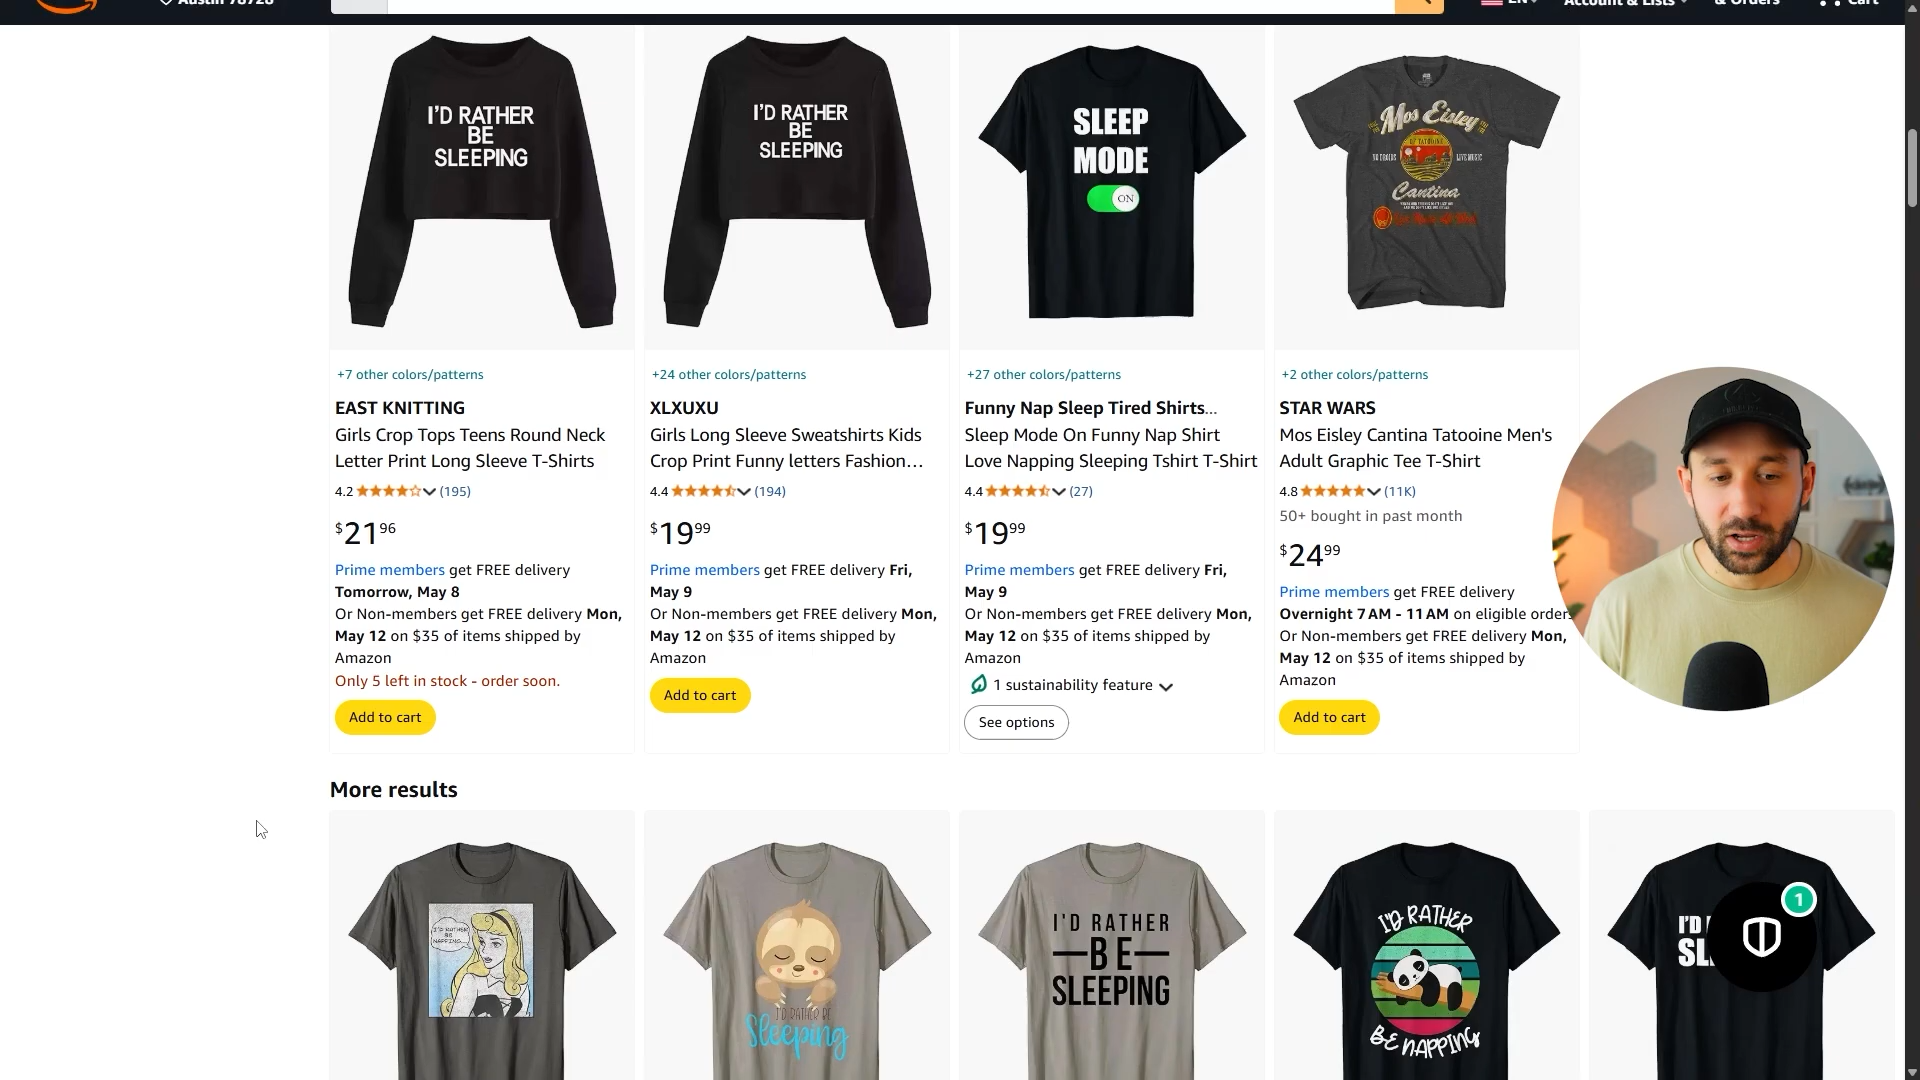 Austin 78728
EN
Account & Lists
& Orders
Cart
I'D RATHER
BE
SLEEPING
I'D RATHER
BE
SLEEPING
SLEEP
MODE
ON
Mos Eisley
TATOOINE
NO DROIDS
LIVE MUSIC
Cantina
+7 other colors/patterns
EAST KNITTING
Girls Crop Tops Teens Round Neck
Letter Print Long Sleeve T-Shirts
4.2
(195)
$21 96
Prime members get FREE delivery
Tomorrow, May 8
Or Non-members get FREE delivery Mon,
May 12 on $35 of items shipped by
Amazon
Only 5 left in stock - order soon.
Add to cart
+24 other colors/patterns
XLXUXU
Girls Long Sleeve Sweatshirts Kids
Crop Print Funny letters Fashion…
4.4
(194)
$19 99
Prime members get FREE delivery Fri,
May 9
Or Non-members get FREE delivery Mon,
May 12 on $35 of items shipped by
Amazon
Add to cart
+27 other colors/patterns
Funny Nap Sleep Tired Shirts…
Sleep Mode On Funny Nap Shirt
Love Napping Sleeping Tshirt T-Shirt
4.4
(27)
$19 99
Prime members get FREE delivery Fri,
May 9
Or Non-members get FREE delivery Mon,
May 12 on $35 of items shipped by
Amazon
1 sustainability feature
See options
+2 other colors/patterns
STAR WARS
Mos Eisley Cantina Tatooine Men's
Adult Graphic Tee T-Shirt
4.8
(11K)
50+ bought in past month
$24 99
Prime members get FREE delivery
Overnight 7 AM - 11 AM on eligible order
Or Non-members get FREE delivery Mon,
May 12 on $35 of items shipped by
Amazon
Add to cart
More results
I'D RATHER
BE
NAPPING...
I'D RATHER BE
Sleeping
I'D RATHER
BE
SLEEPING
I'D RATHER
BE NAPPING
I'D
SL
1